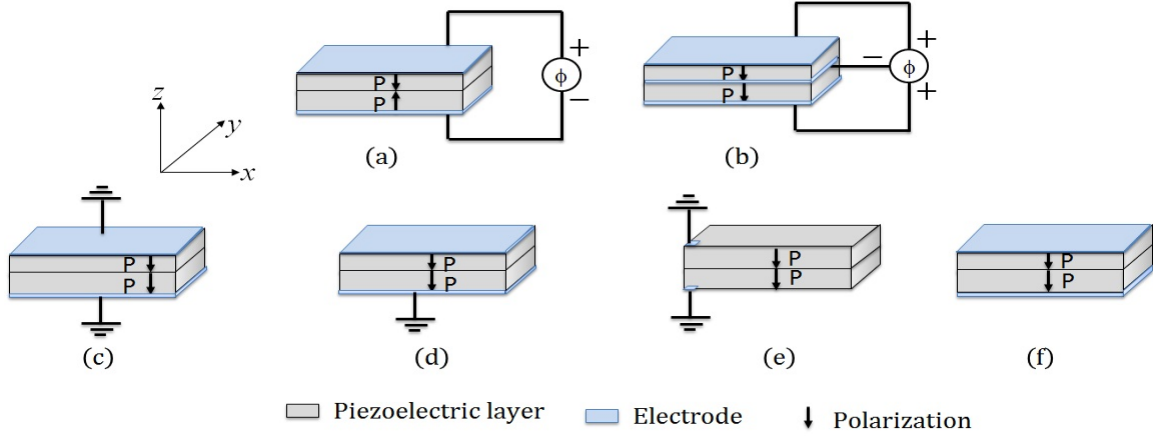 +
ϕ
−
P
P
(a)
+
−
ϕ
+
P
P
(b)
z
y
x
P
P
(c)
P
P
(d)
P
P
(e)
P
P
(f)
Piezoelectric layer
Electrode
Polarization